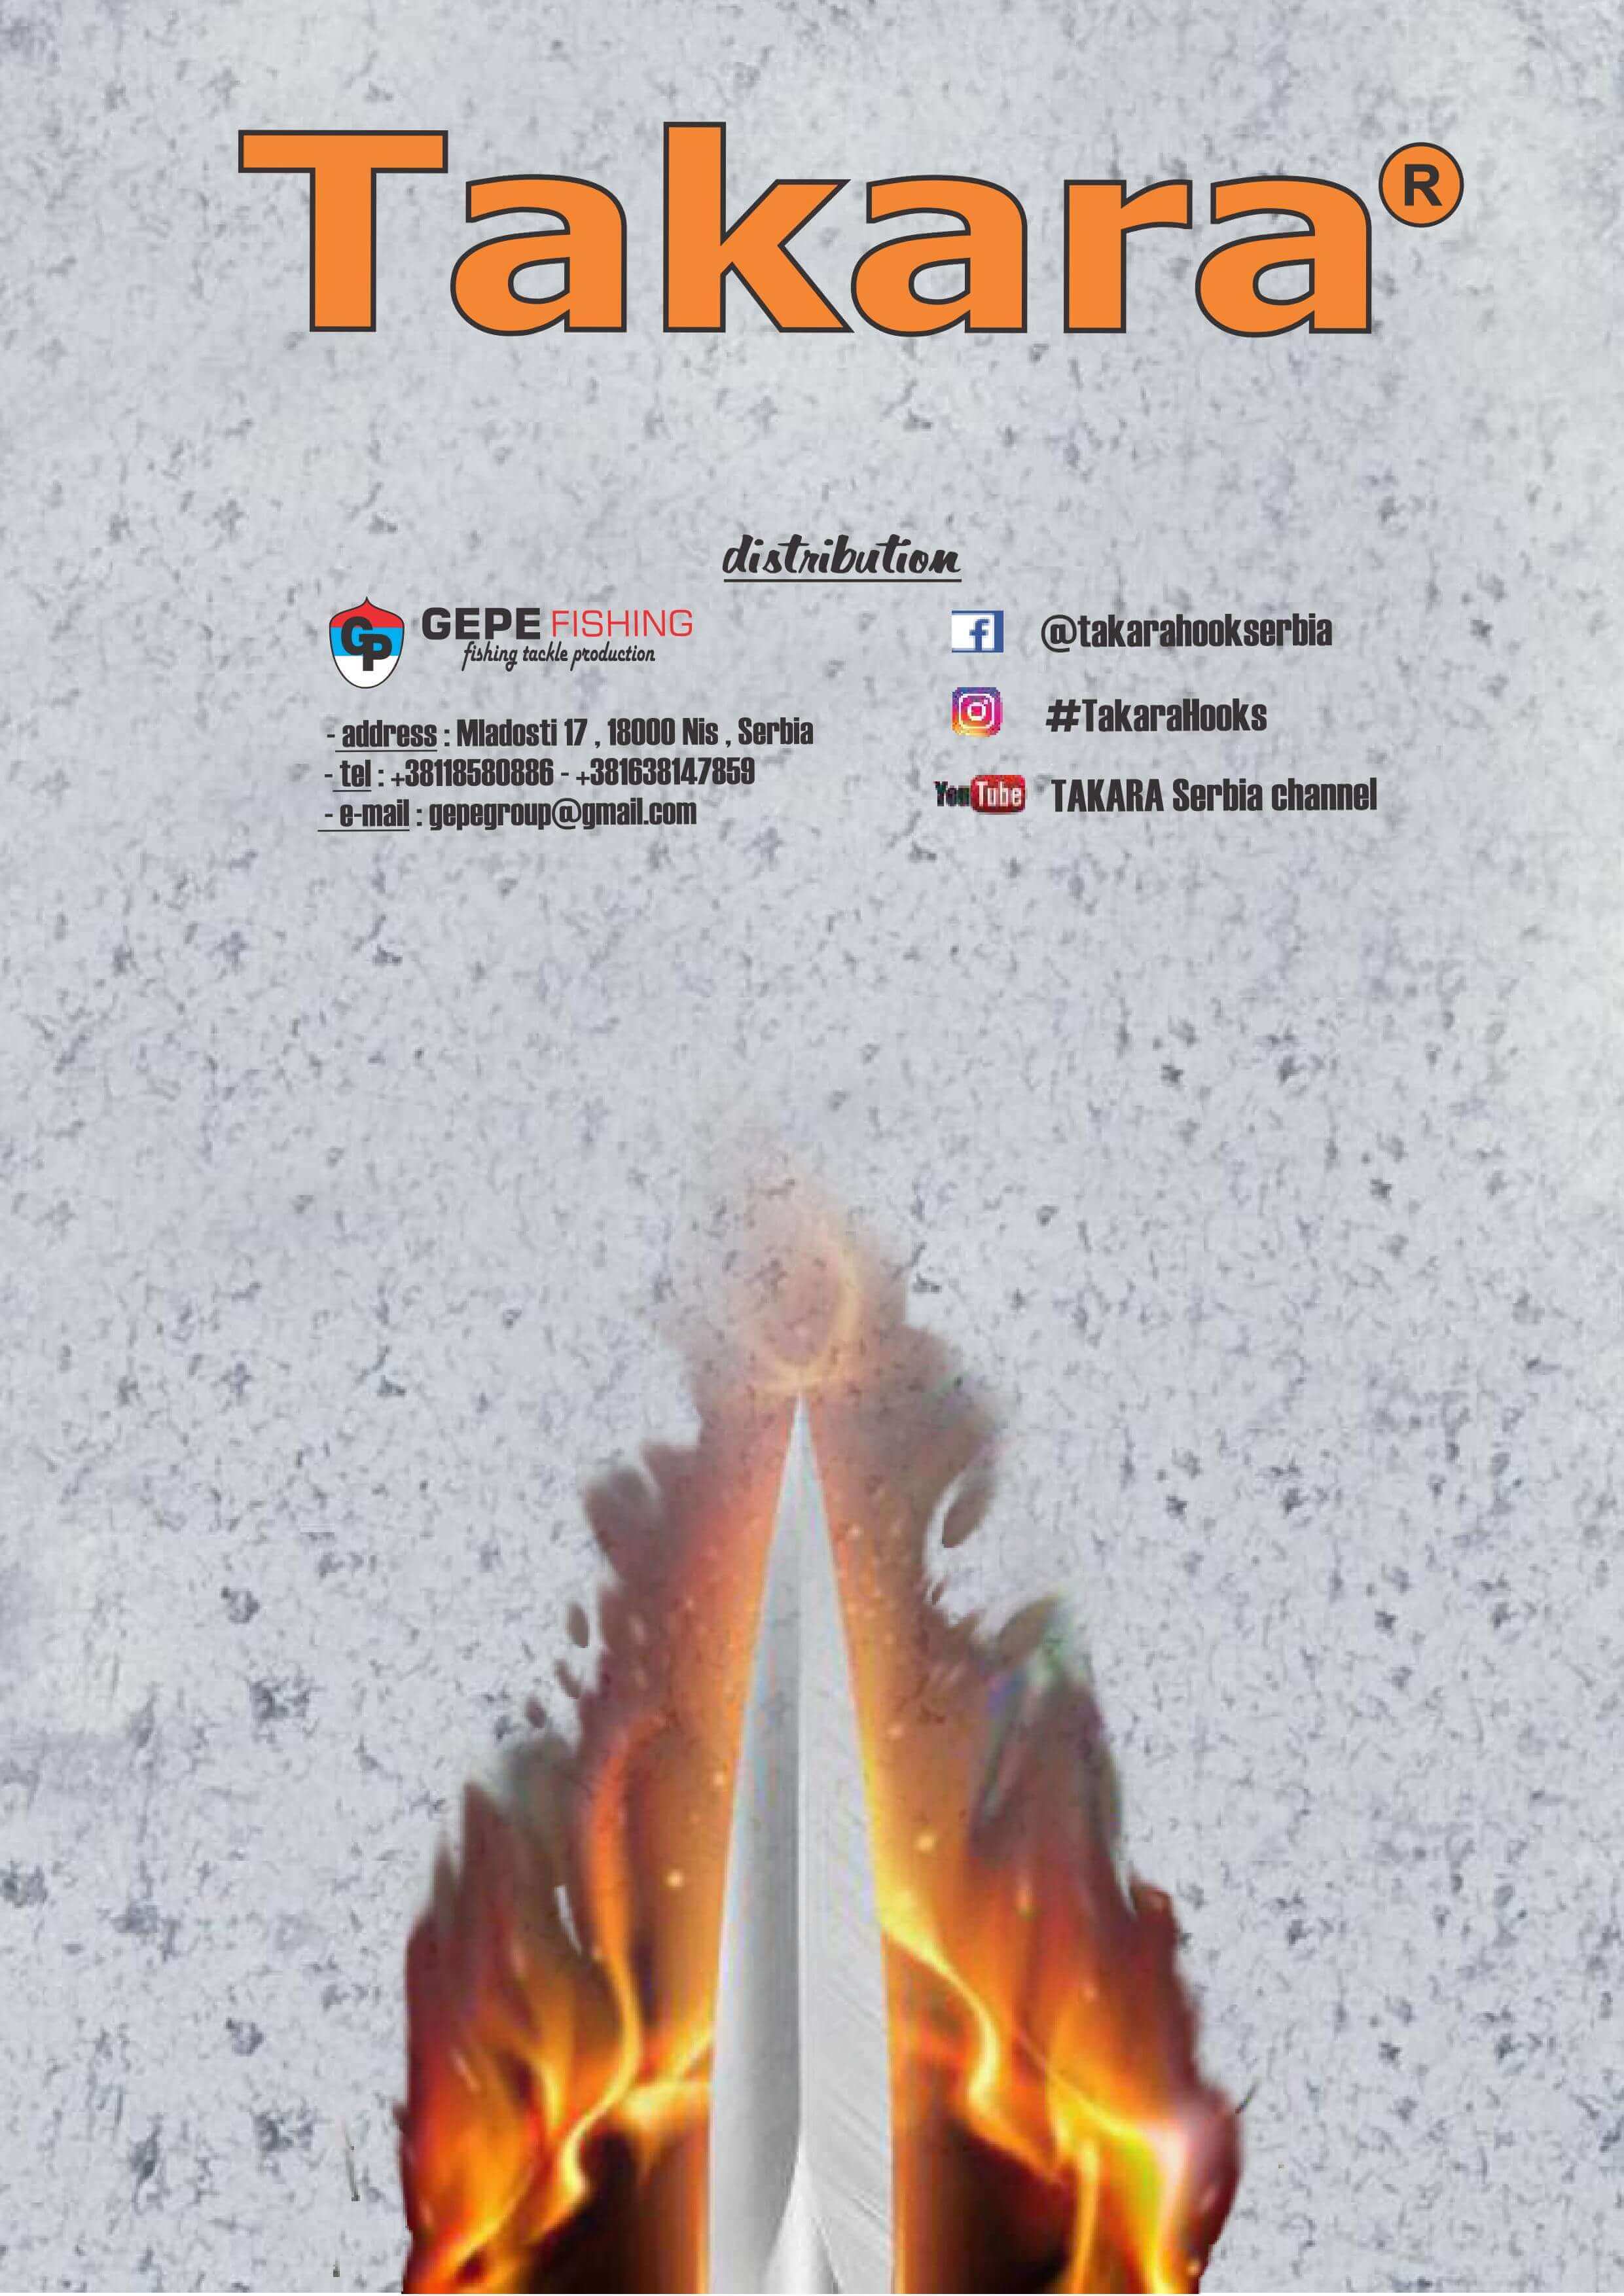 Takara®
distribution
GP
GEPE FISHING
fishing tackle production
- address : Mladosti 17 , 18000 Nis , Serbia
- tel : +38118580886 - +381638147859
- e-mail : gepegroup@gmail.com
f @takarahookserbia
#TakaraHooks
YouTube TAKARA Serbia channel